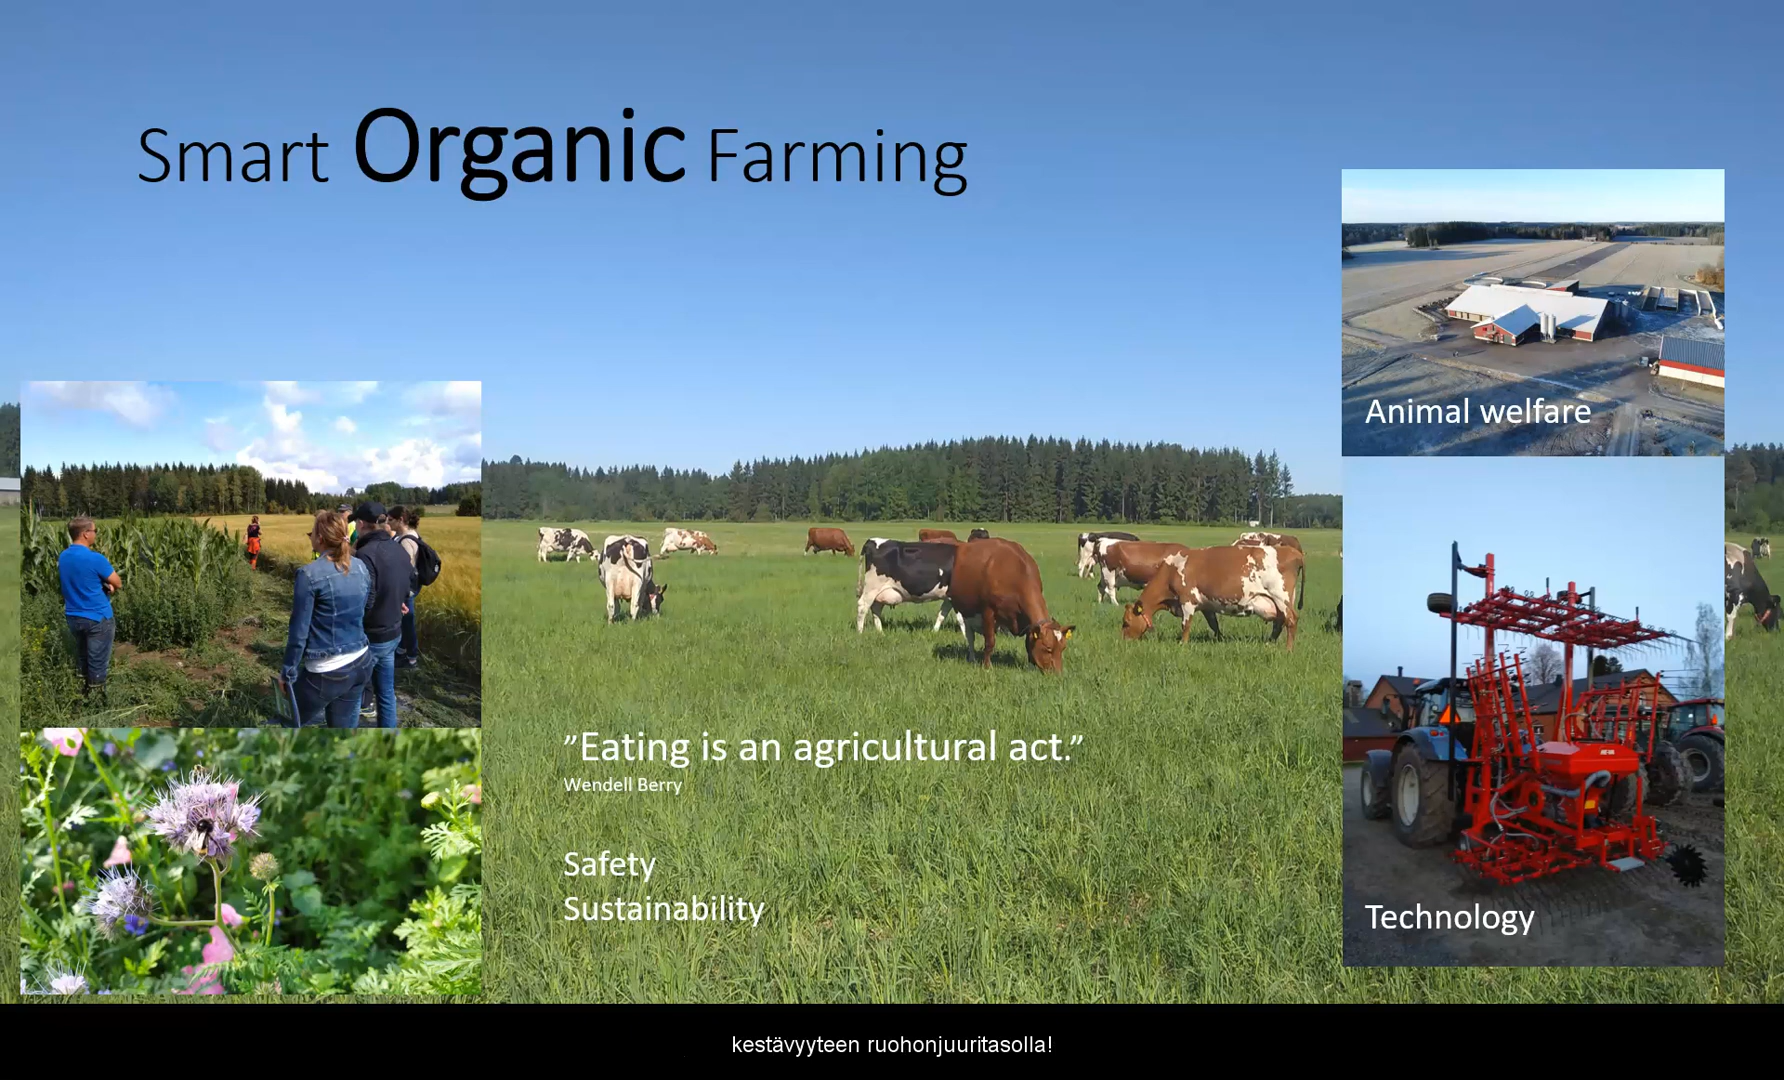 Smart Organic Farming
Animal welfare
”Eating is an agricultural act.”
Wendell Berry
Safety
Sustainability
Technology
kestävyyteen ruohonjuuritasolla!